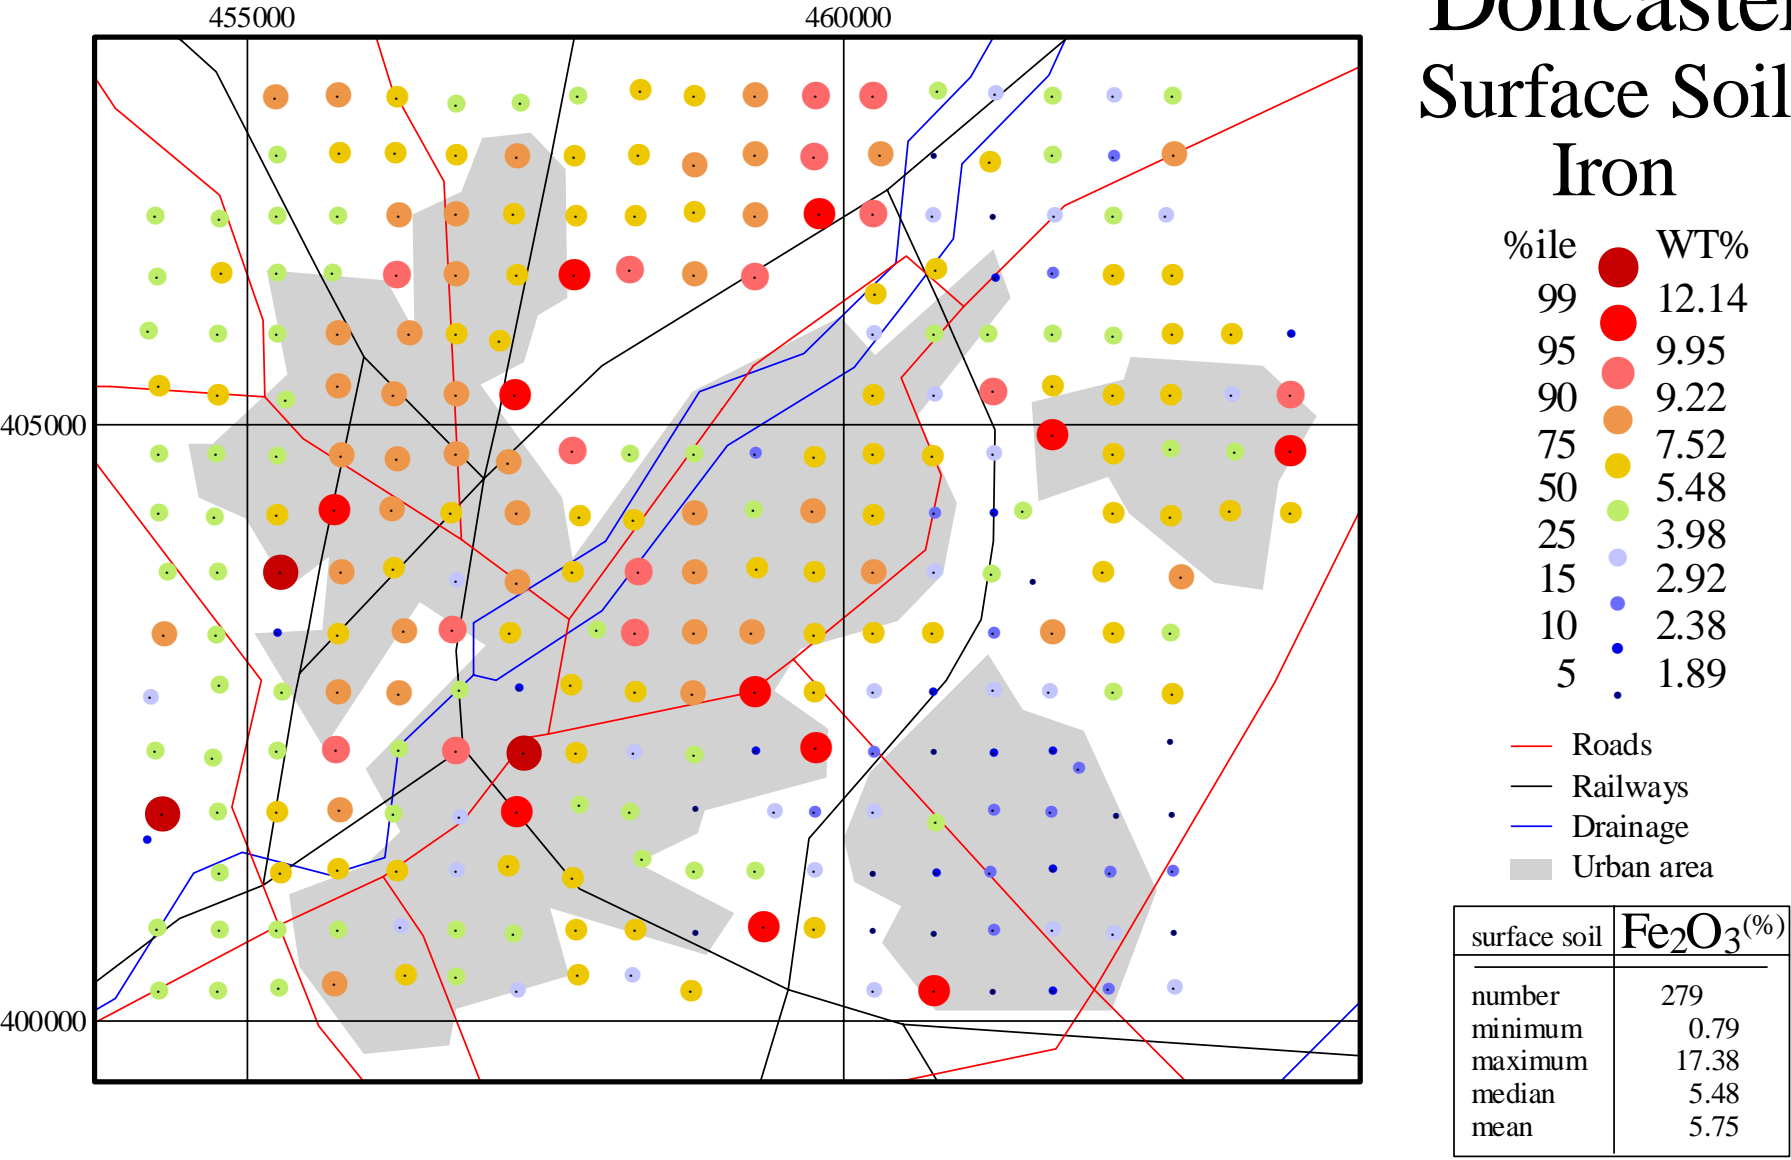 455000 460000
Doncaster
Surface Soil
Iron
%ile WT%
99 12.14
95 9.95
90 9.22
75 7.52
50 5.48
25 3.98
15 2.92
10 2.38
5 1.89
405000
400000
Roads
Railways
Drainage
Urban area
surface soil Fe2O3(%)
number 279
minimum 0.79
maximum 17.38
median 5.48
mean 5.75